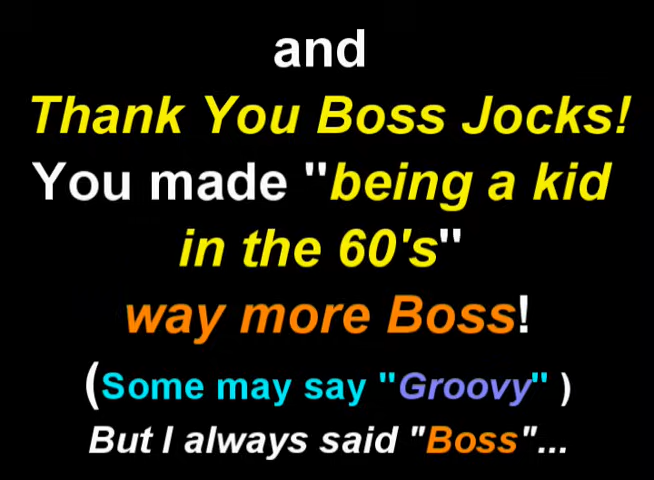 and
Thank You Boss Jocks!
You made "being a kid
in the 60's"
way more Boss!
(Some may say "Groovy" )
But I always said "Boss"...